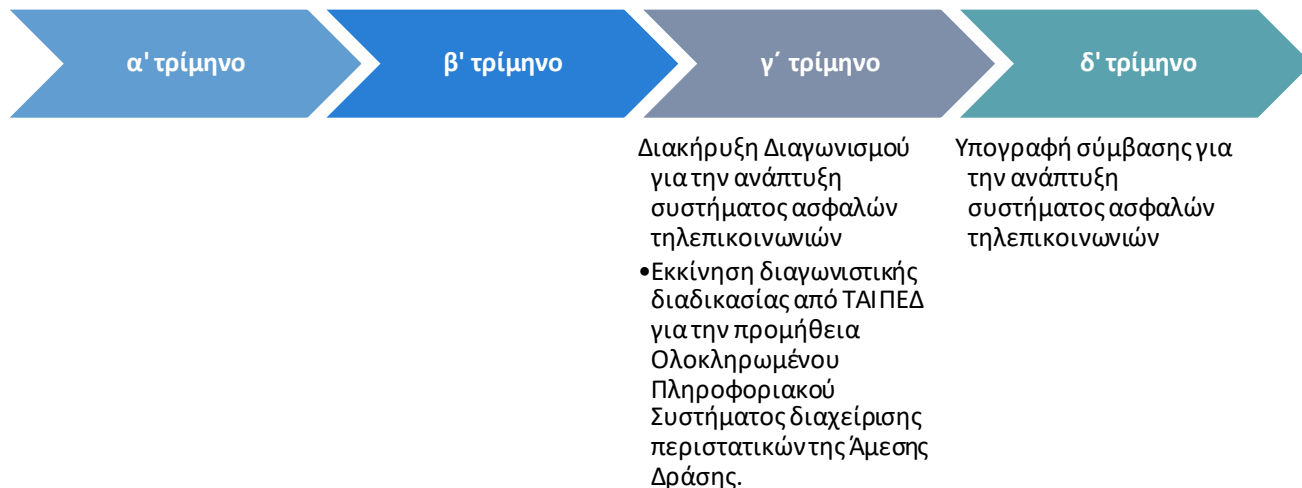 α' τρίμηνο
β' τρίμηνο
γ΄ τρίμηνο
δ' τρίμηνο
Διακήρυξη Διαγωνισμού
για την ανάπτυξη
συστήματος ασφαλών
τηλεπικοινωνιών
•Εκκίνηση διαγωνιστικής
διαδικασίας από ΤΑΙΠΕΔ
για την προμήθεια
Ολοκληρωμένου
Πληροφοριακού
Συστήματος διαχείρισης
περιστατικών της Άμεσης
Δράσης.
Υπογραφή σύμβασης για
την ανάπτυξη
συστήματος ασφαλών
τηλεπικοινωνιών